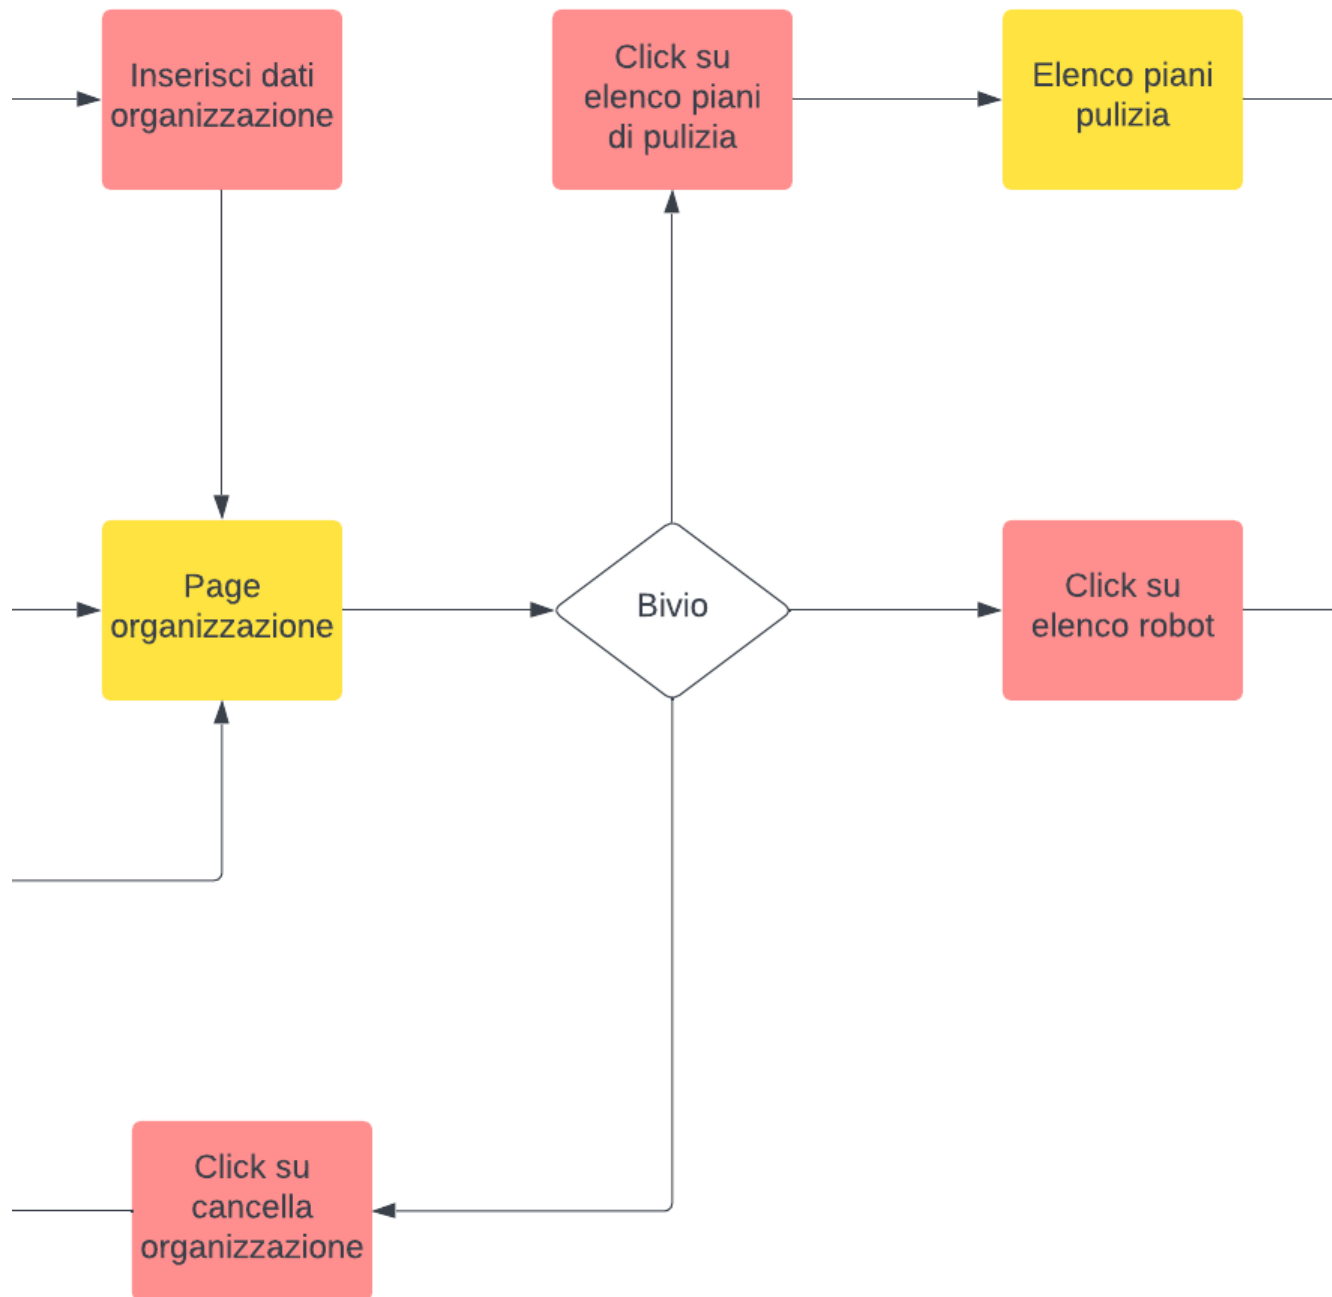 Inserisci dati
organizzazione
Click su
elenco piani
di pulizia
Elenco piani
pulizia
Page
organizzazione
Bivio
Click su
elenco robot
Click su
cancella
organizzazione